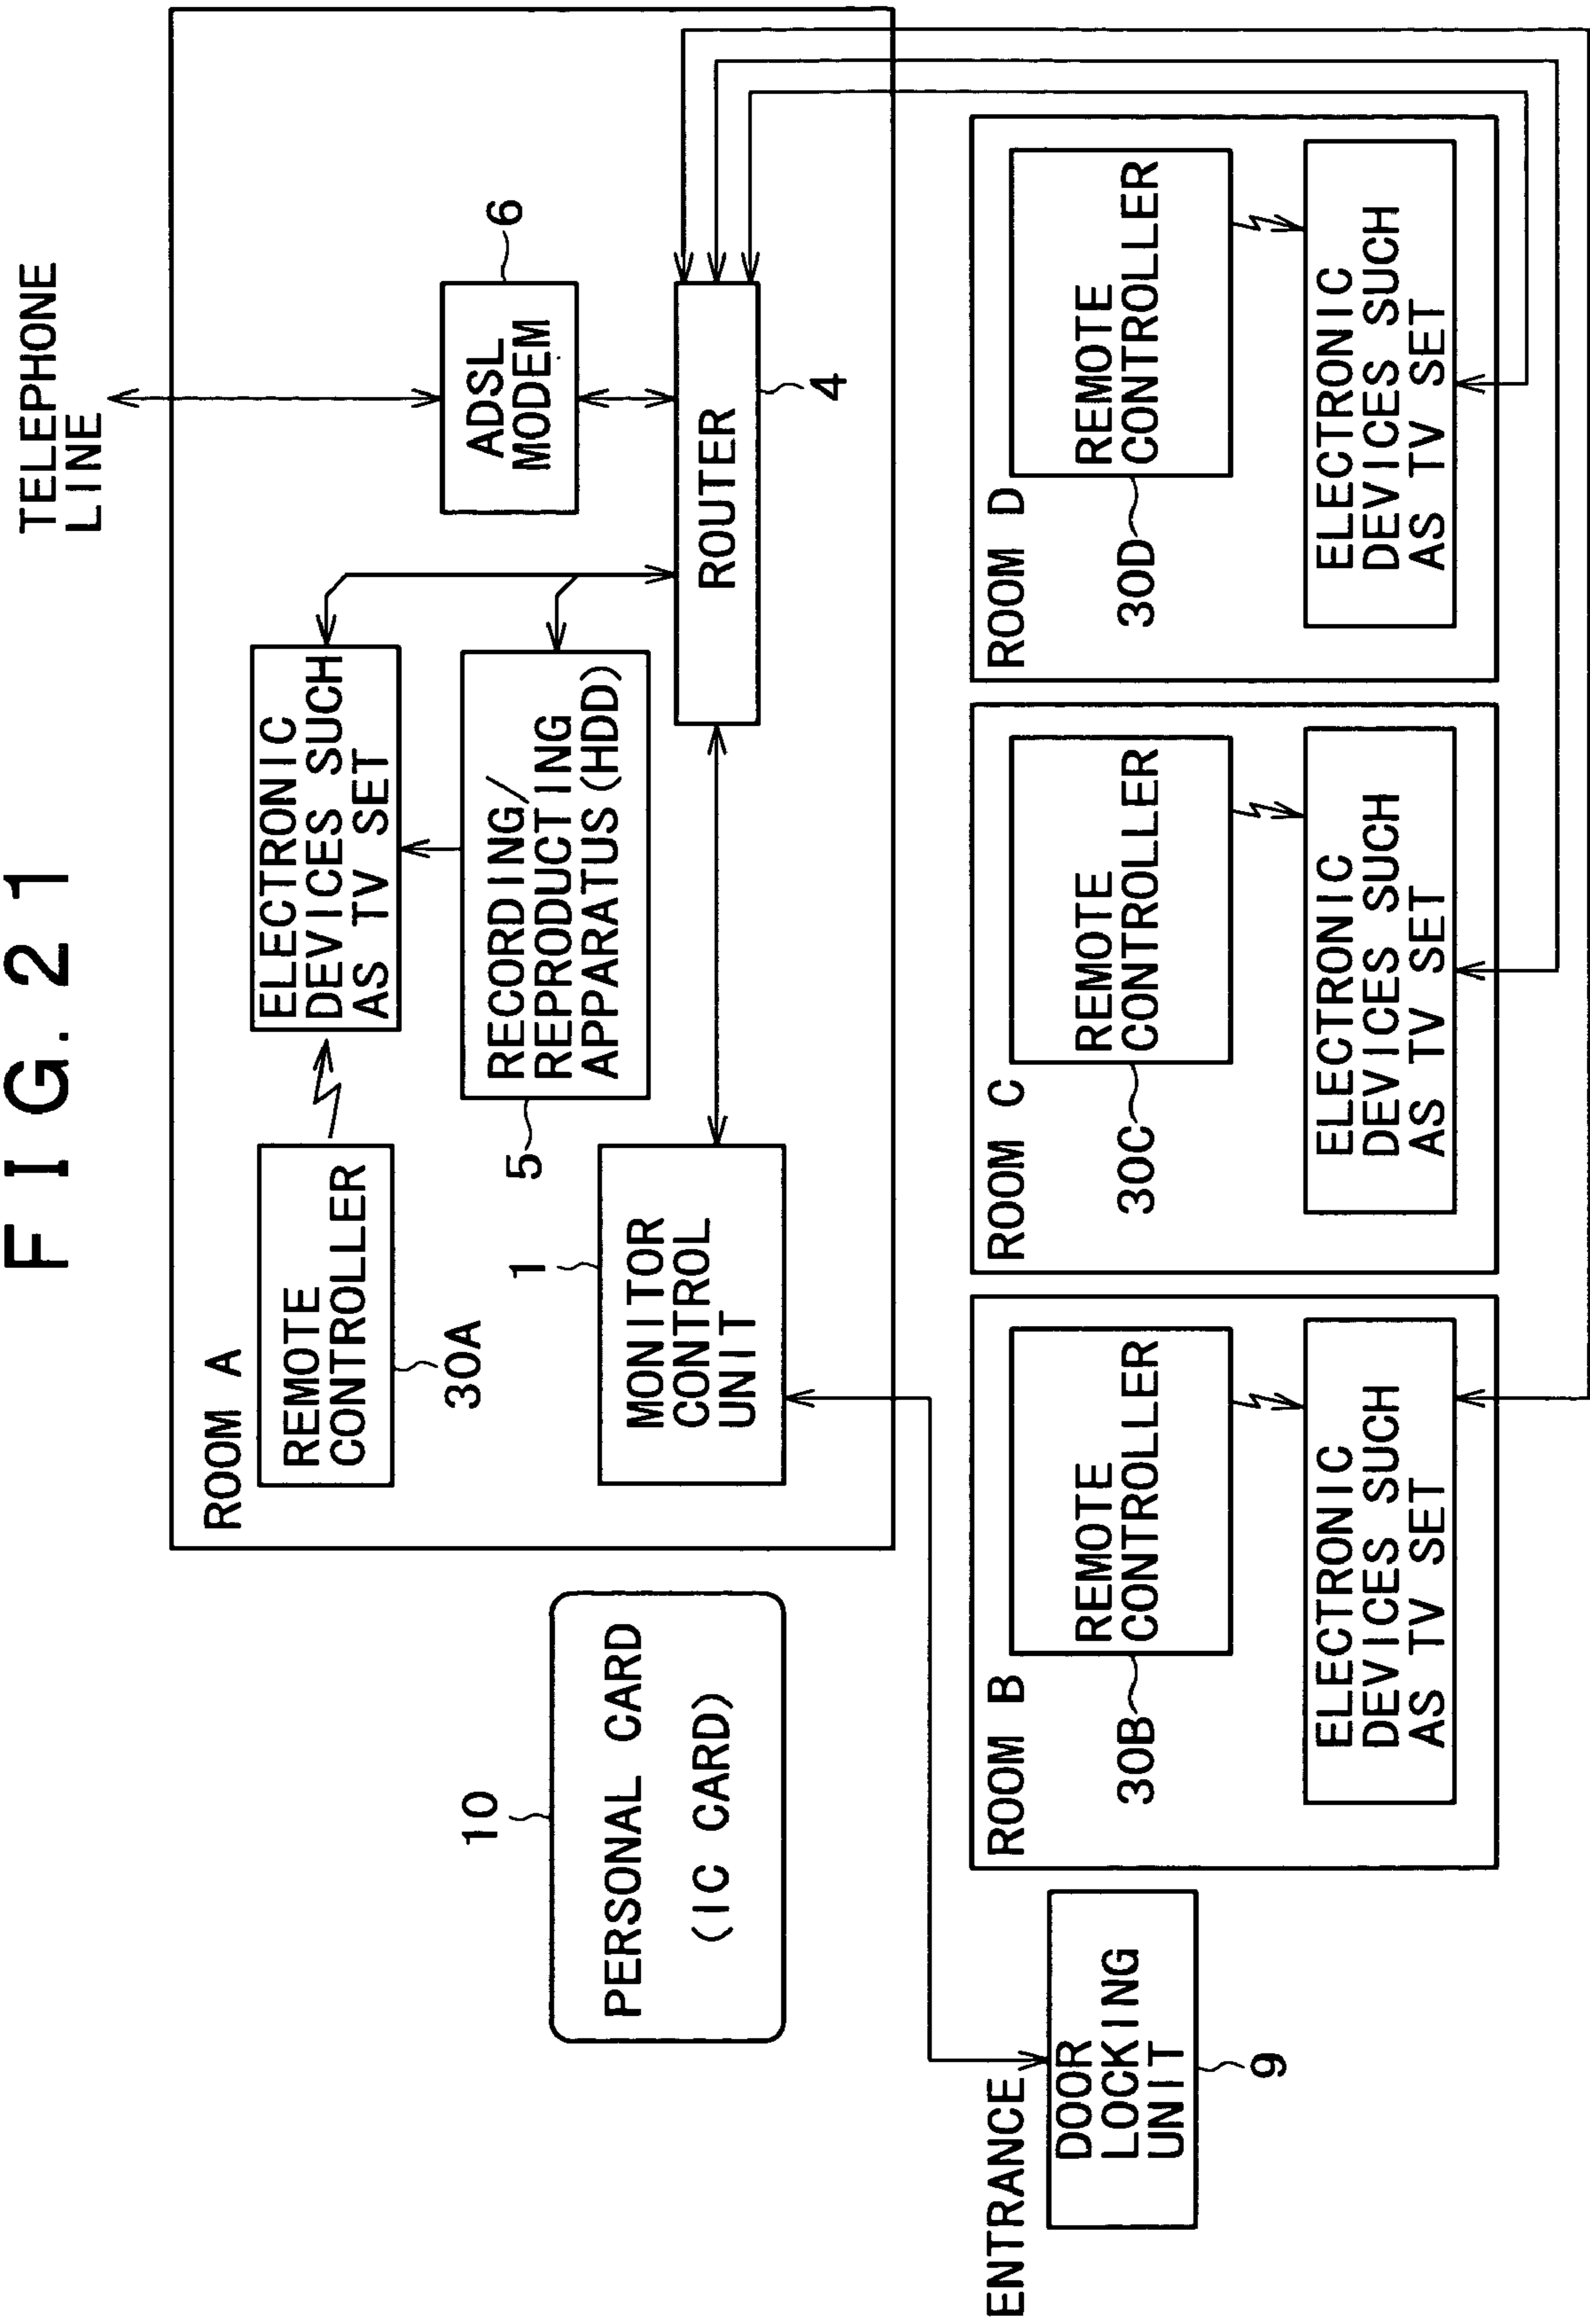 FIG. 21
TELEPHONE
LINE
ROOM A
REMOTE
CONTROLLER
30A
ELECTRONIC
DEVICES SUCH
AS TV SET
RECORDING/
REPRODUCTING
APPARATUS(HDD)
5
ADSL
MODEM
6
1
MONITOR
CONTROL
UNIT
ROUTER
4
10
PERSONAL CARD
(IC CARD)
ENTRANCE
DOOR
LOCKING
UNIT
9
ROOM B
REMOTE
CONTROLLER
30B
ELECTRONIC
DEVICES SUCH
AS TV SET
ROOM C
REMOTE
CONTROLLER
30C
ELECTRONIC
DEVICES SUCH
AS TV SET
ROOM D
REMOTE
CONTROLLER
30D
ELECTRONIC
DEVICES SUCH
AS TV SET